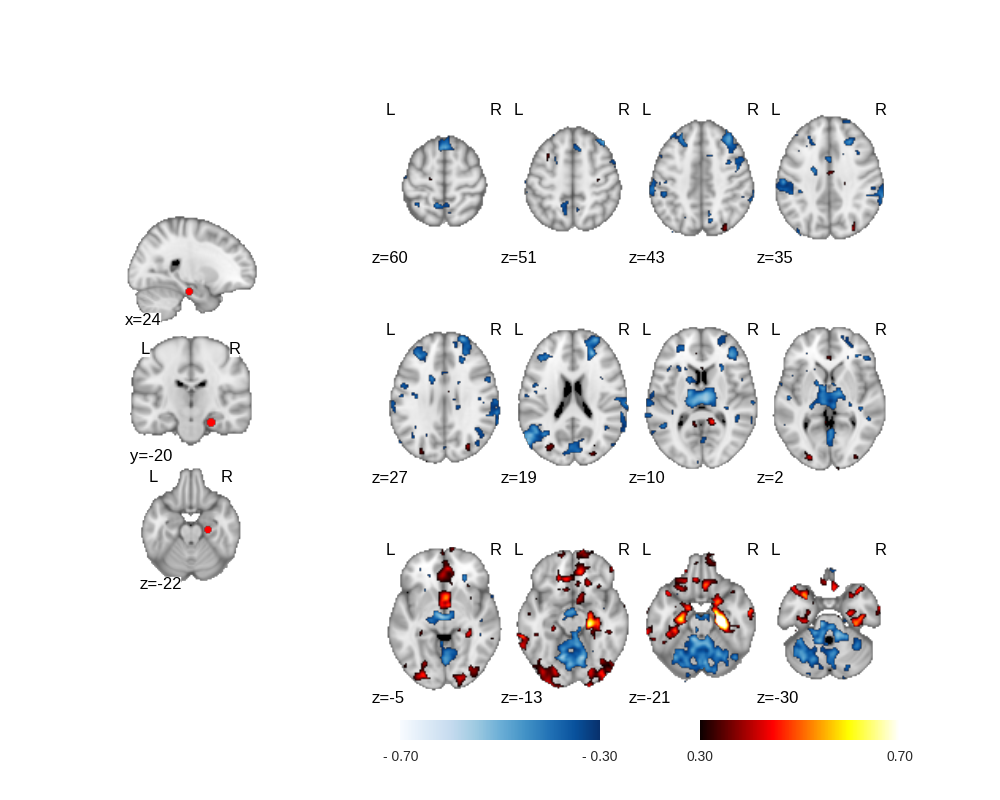 L R L R L R L R
z=60 z=51 z=43 z=35
x=24
L R L R L R L R
L R
z=27 z=19 z=10 z=2
y=-20
L R
L R L R L R L R
z=-22
z=-5 z=-13 z=-21 z=-30
- 0.70 - 0.30 0.30 0.70